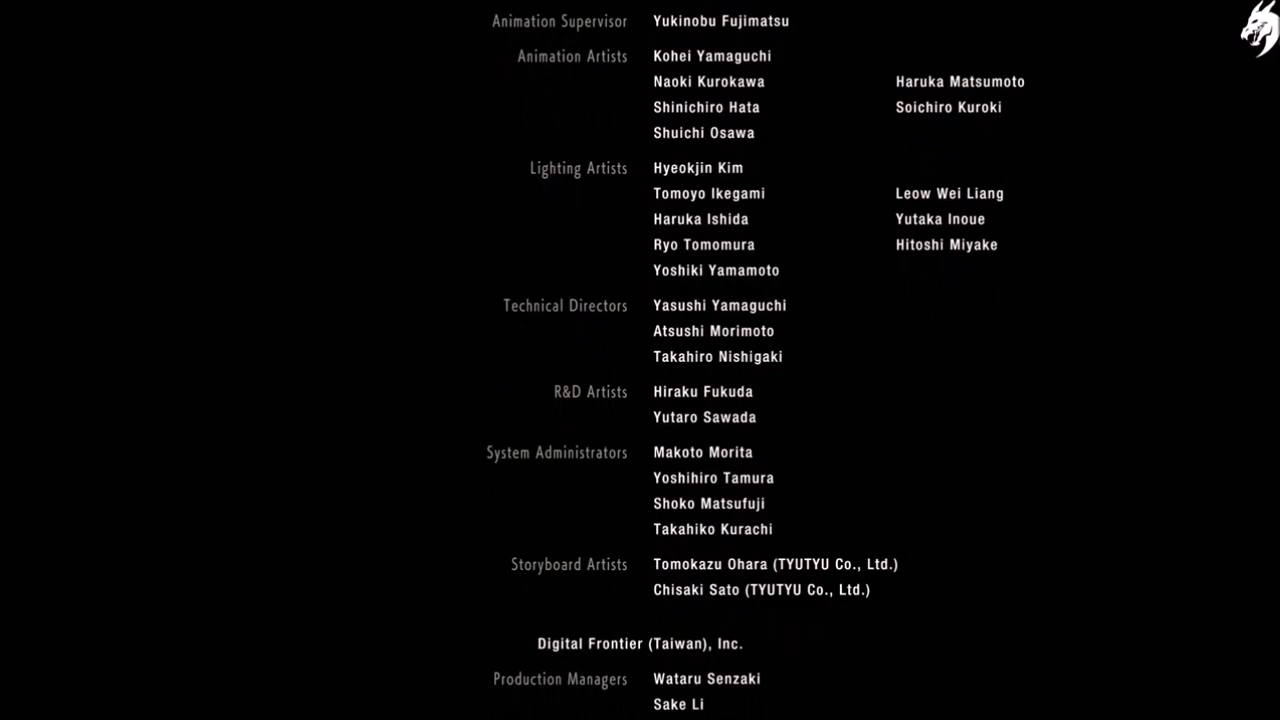 Animation Supervisor Yukinobu Fujimatsu
Animation Artists Kohei Yamaguchi
Naoki Kurokawa Haruka Matsumoto
Shinichiro Hata Soichiro Kuroki
Shuichi Osawa
Lighting Artists Hyeokjin Kim
Tomoyo Ikegami Leow Wei Liang
Haruka Ishida Yutaka Inoue
Ryo Tomomura Hitoshi Miyake
Yoshiki Yamamoto
Technical Directors Yasushi Yamaguchi
Atsushi Morimoto
Takahiro Nishigaki
R&D Artists Hiraku Fukuda
Yutaro Sawada
System Administrators Makoto Morita
Yoshihiro Tamura
Shoko Matsufuji
Takahiko Kurachi
Storyboard Artists Tomokazu Ohara (TYUTYU Co., Ltd.)
Chisaki Sato (TYUTYU Co., Ltd.)
Digital Frontier (Taiwan), Inc.
Production Managers Wataru Senzaki
Sake Li